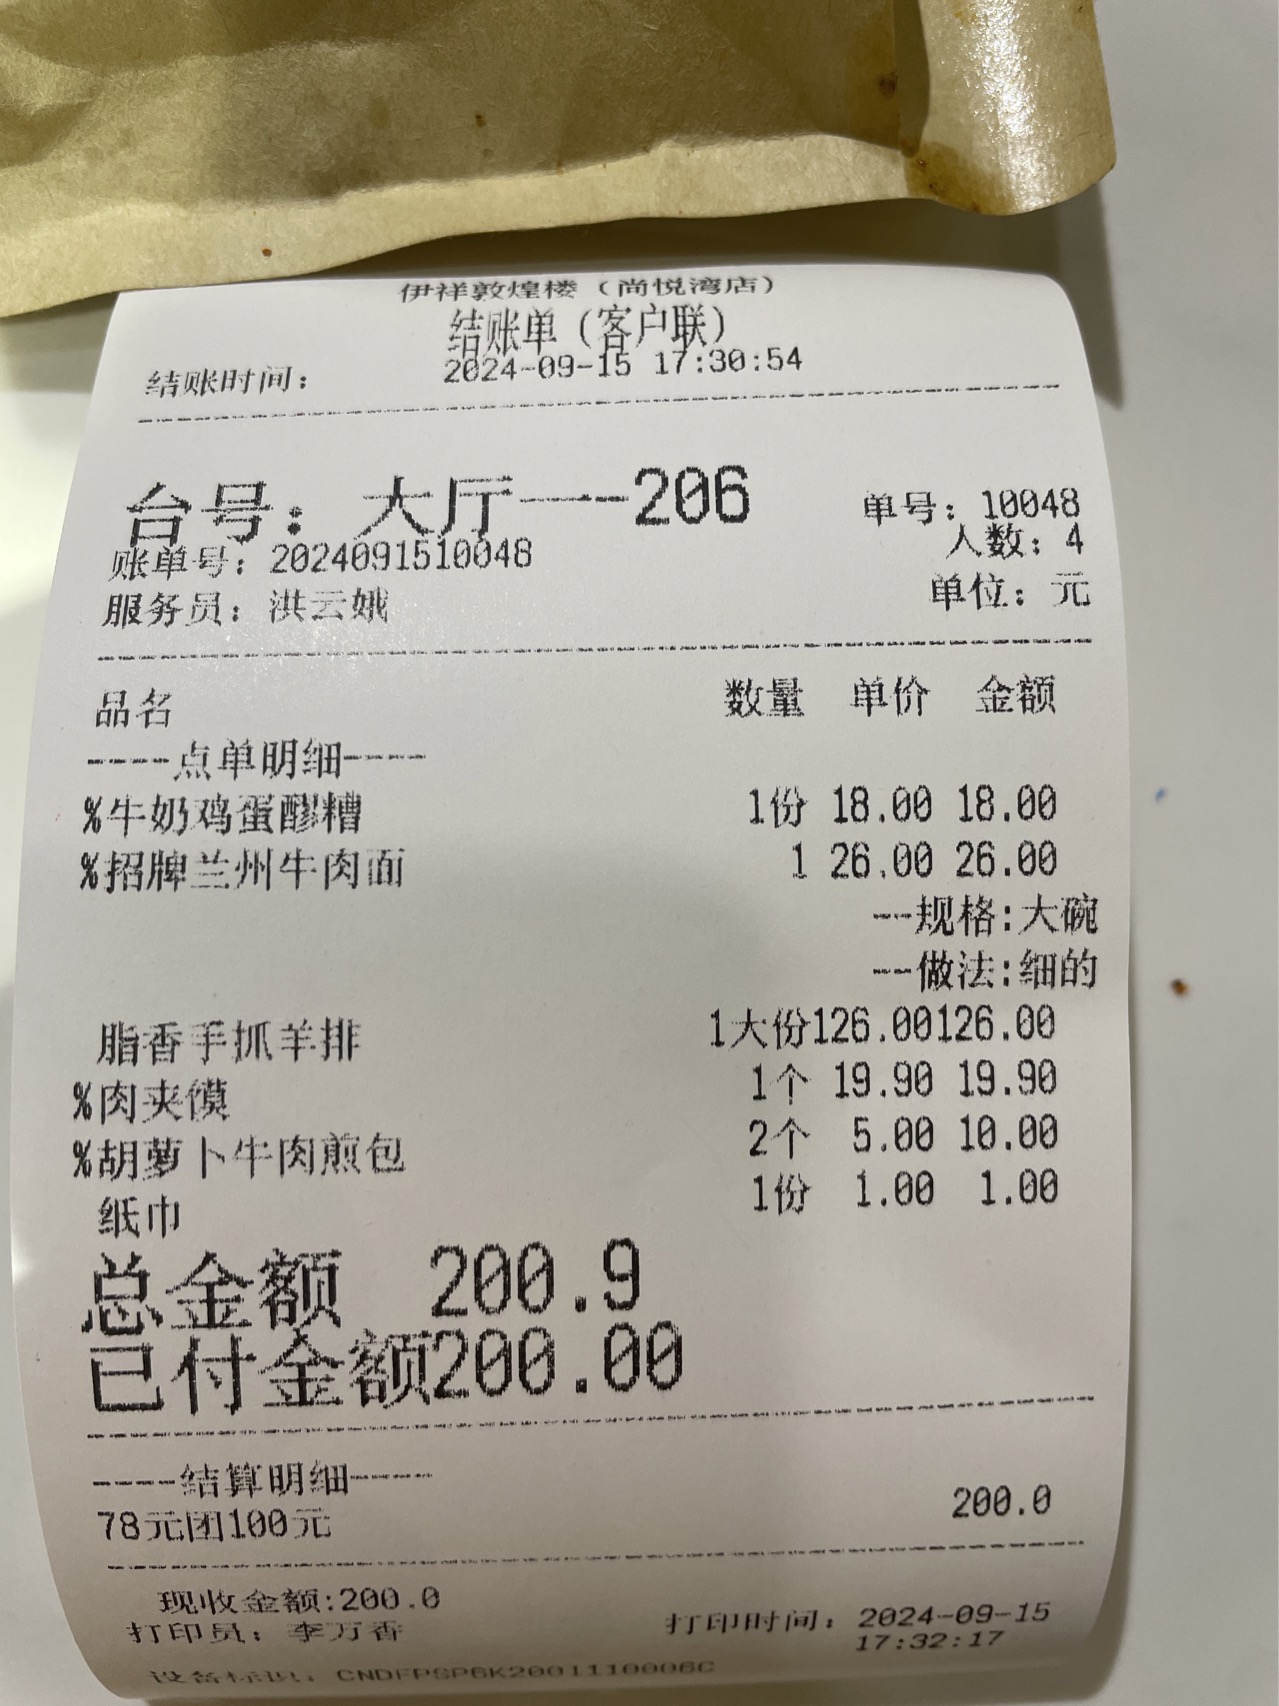 伊祥敦煌楼（尚悦湾店）
结账单（客户联）
结账时间： 2024-09-15 17:30:54
台号： 大厅——-206 单号：10048
人数：4
账单号：2024091510048
服务员：洪云娥 单位：元
品名 数量 单价 金额
----点单明细----
%牛奶鸡蛋醪糟 1份 18.00 18.00
%招牌兰州牛肉面 1 26.00 26.00
--规格:大碗
--做法:细的
脂香手抓羊排 1大份126.00126.00
%肉夹馍 1个 19.90 19.90
%胡萝卜牛肉煎包 2个 5.00 10.00
纸巾 1份 1.00 1.00
总金额 200.9
已付金额200.00
----结算明细----
78元团100元 200.0
现收金额:200.0
打印员：李万香 打印时间：2024-09-15
17:32:17
设备标识：